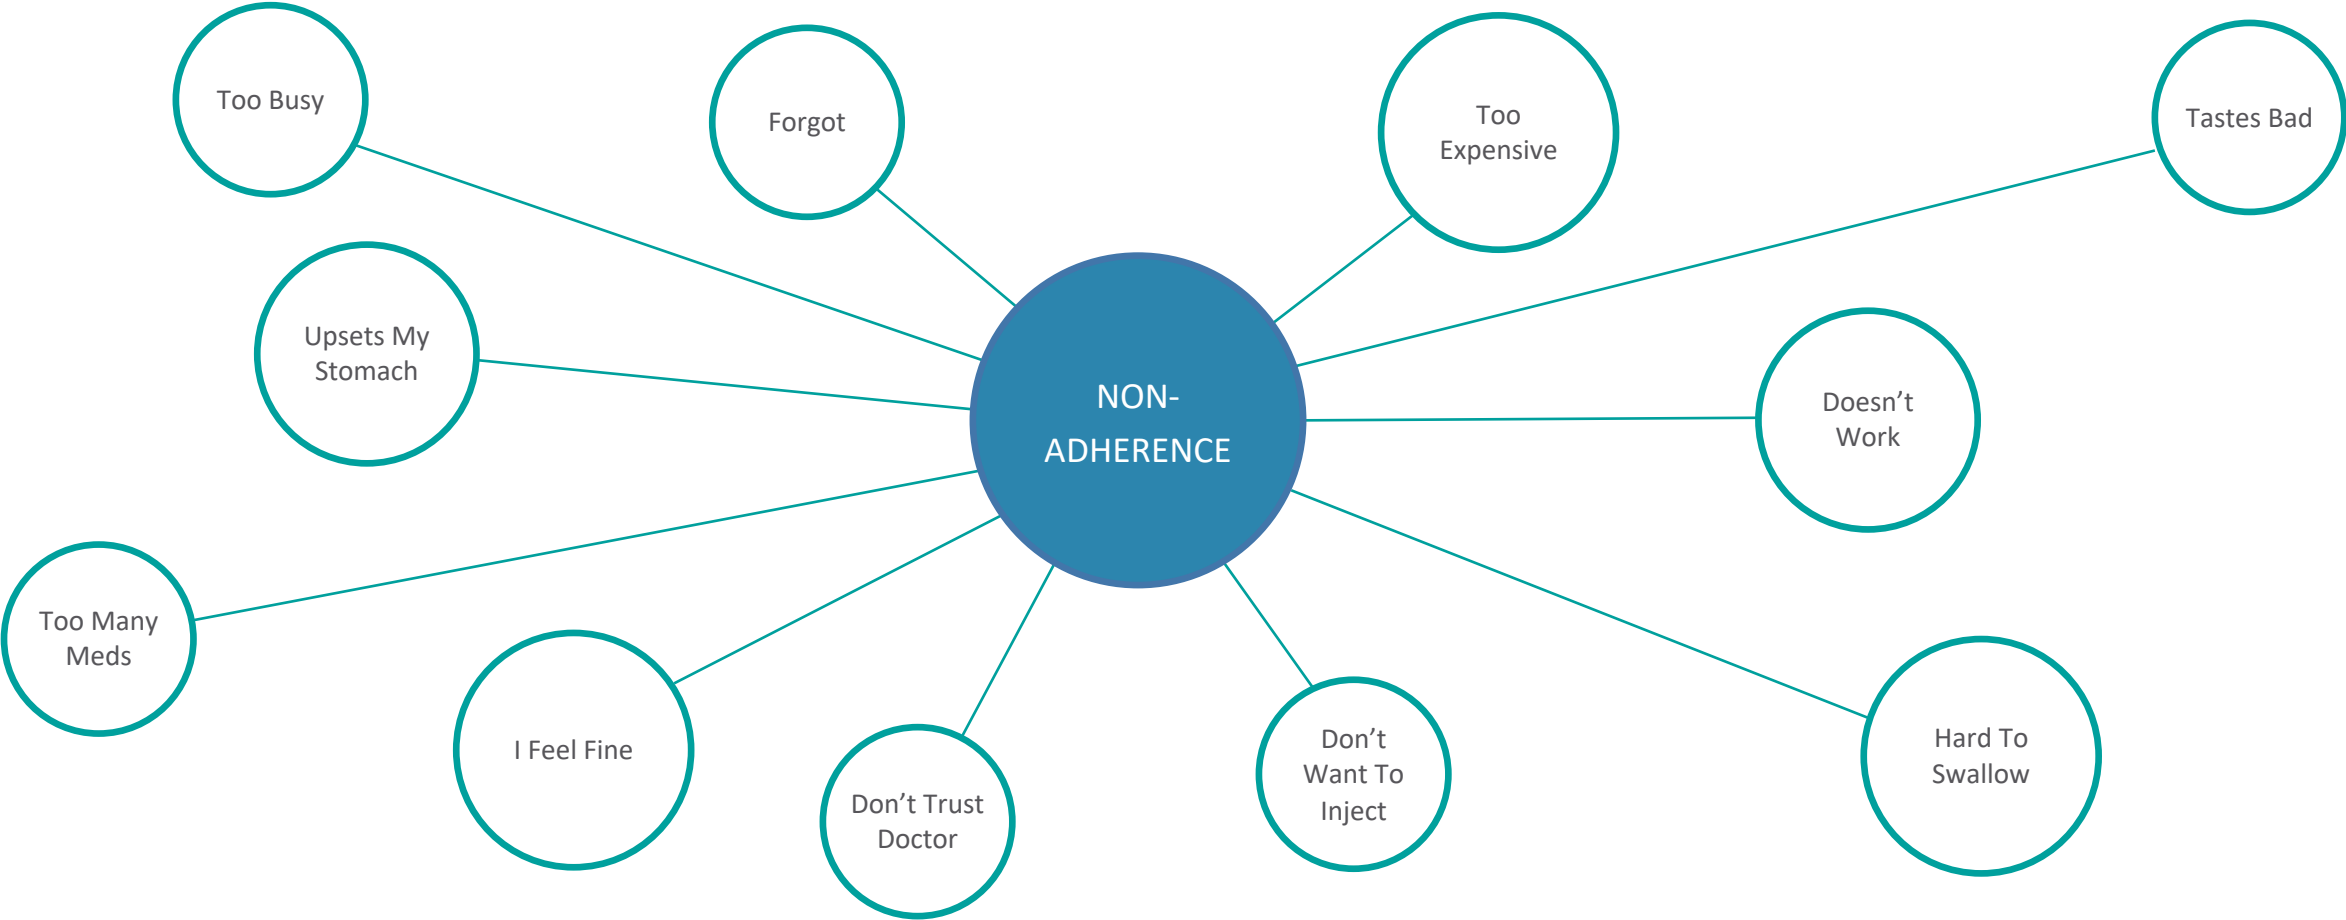 Too Busy
Forgot
Too
Expensive
Tastes Bad
Upsets My
Stomach
NON-
ADHERENCE
Doesn’t
Work
Too Many
Meds
I Feel Fine
Don’t Trust
Doctor
Don’t
Want To
Inject
Hard To
Swallow